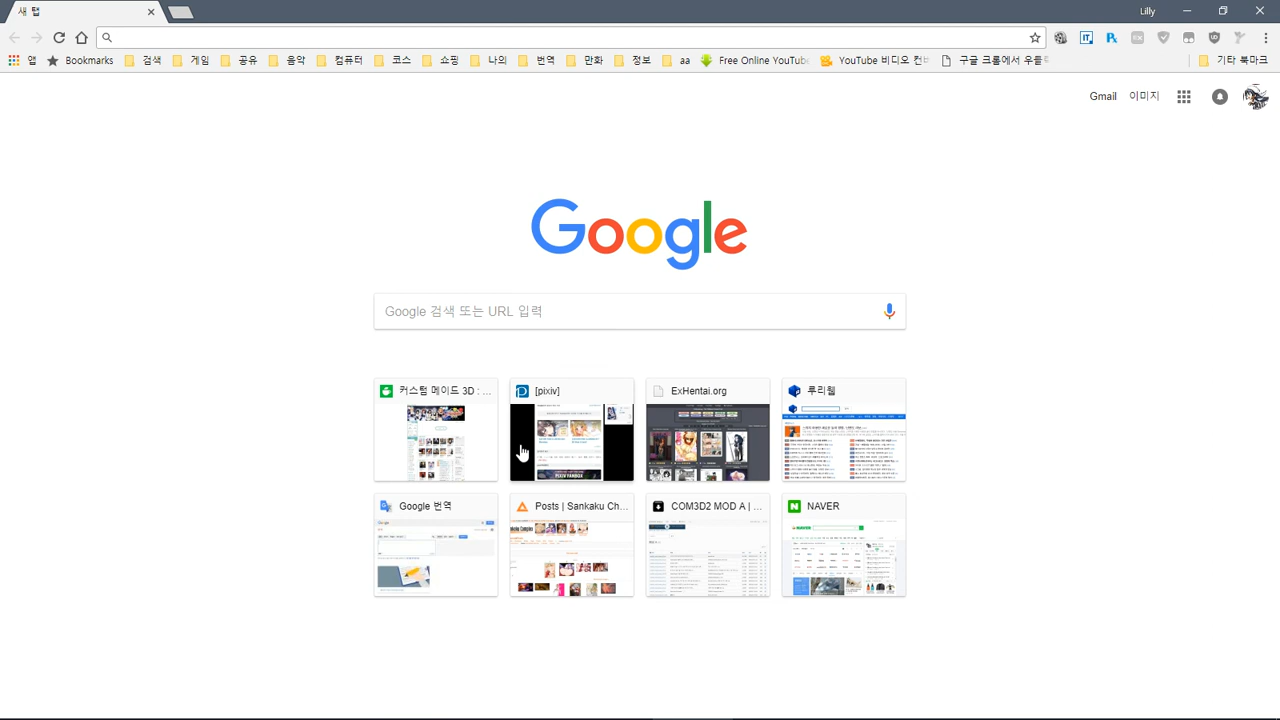 새 탭
Lilly
앱 Bookmarks 검색 게임 공유 음악 컴퓨터 코스 쇼핑 나의 번역 만화 정보 aa Free Online YouTube YouTube 비디오 컨 구글 크롬에서 우클 기타 북마크
Gmail 이미지
Google
Google 검색 또는 URL 입력
커스텀 메이드 3D : ... [pixiv] ExHentai.org 루리웹
Google 번역 Posts | Sankaku Ch... COM3D2 MOD A | ... NAVER